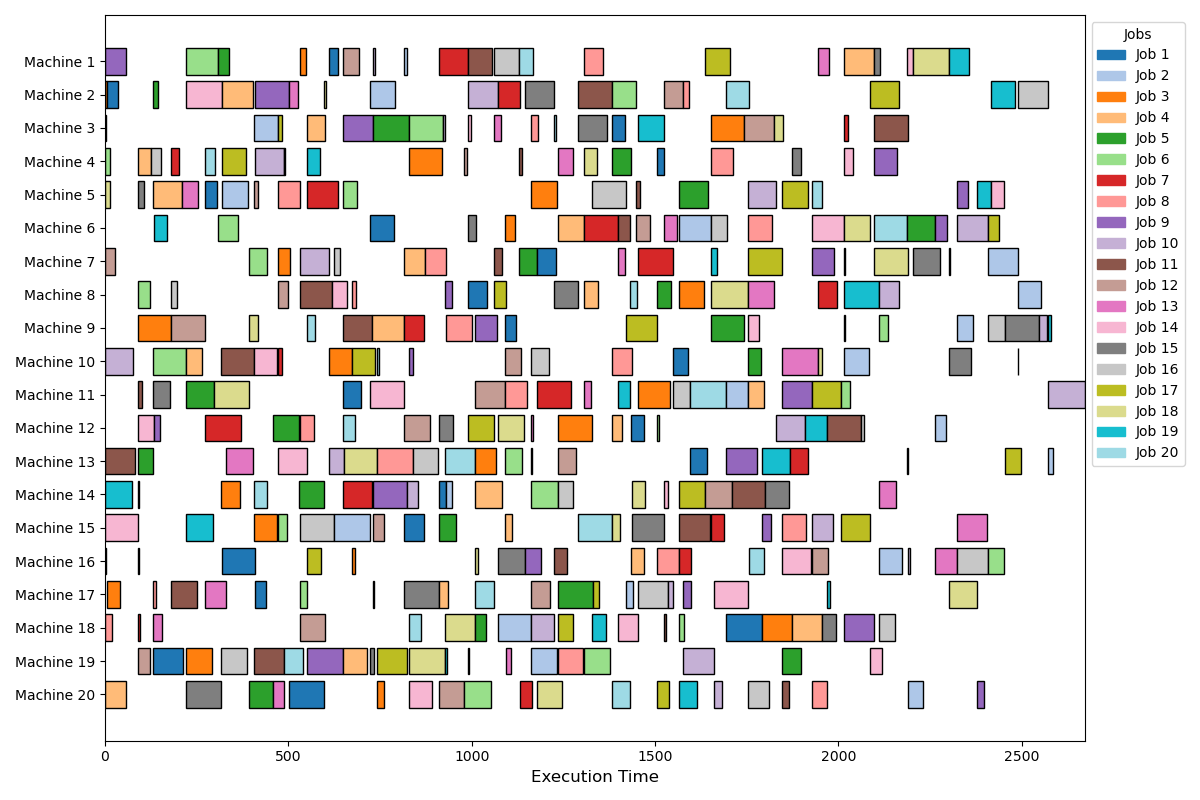 Machine 1
Machine 2
Machine 3
Machine 4
Machine 5
Machine 6
Machine 7
Machine 8
Machine 9
Machine 10
Machine 11
Machine 12
Machine 13
Machine 14
Machine 15
Machine 16
Machine 17
Machine 18
Machine 19
Machine 20
0 500 1000 1500 2000 2500
Execution Time
Jobs
Job 1
Job 2
Job 3
Job 4
Job 5
Job 6
Job 7
Job 8
Job 9
Job 10
Job 11
Job 12
Job 13
Job 14
Job 15
Job 16
Job 17
Job 18
Job 19
Job 20